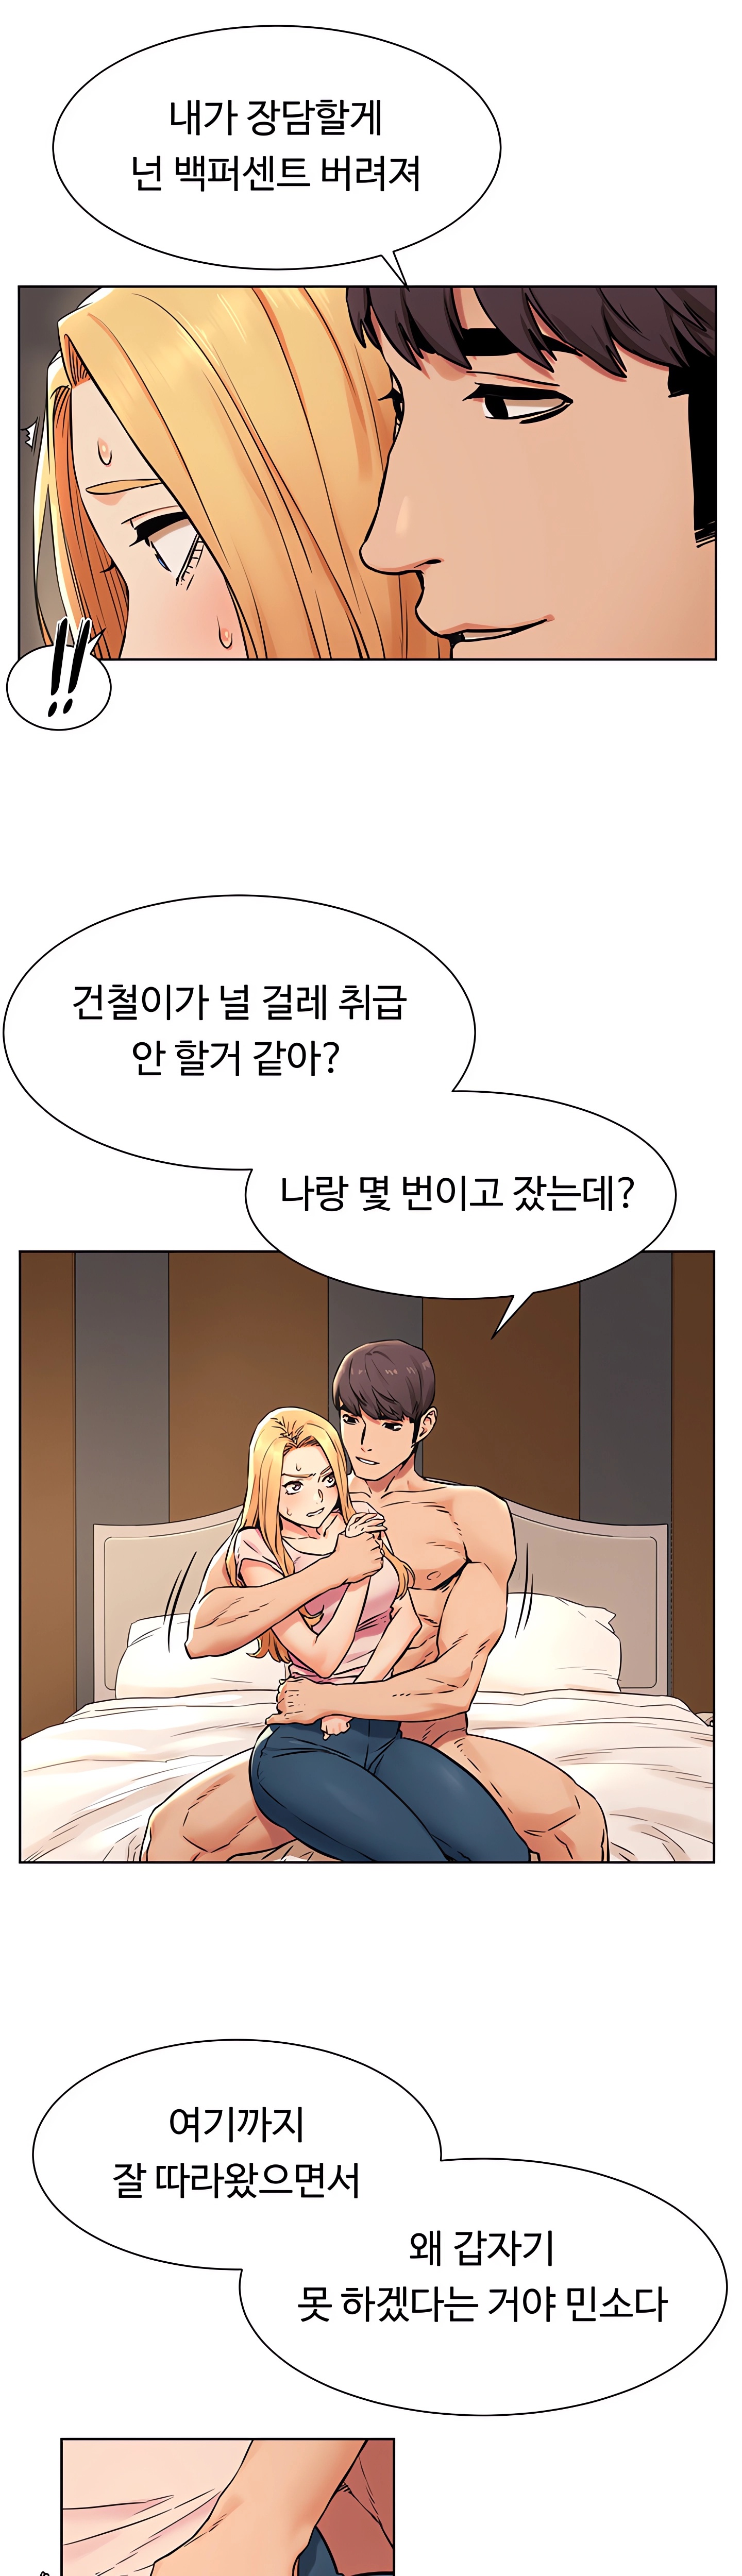 내가 장담할게
넌 백퍼센트 버려져
!!
건철이가 널 걸레 취급
안 할거 같아?
나랑 몇 번이고 잤는데?
여기까지
잘 따라왔으면서
왜 갑자기
못 하겠다는 거야 민소다